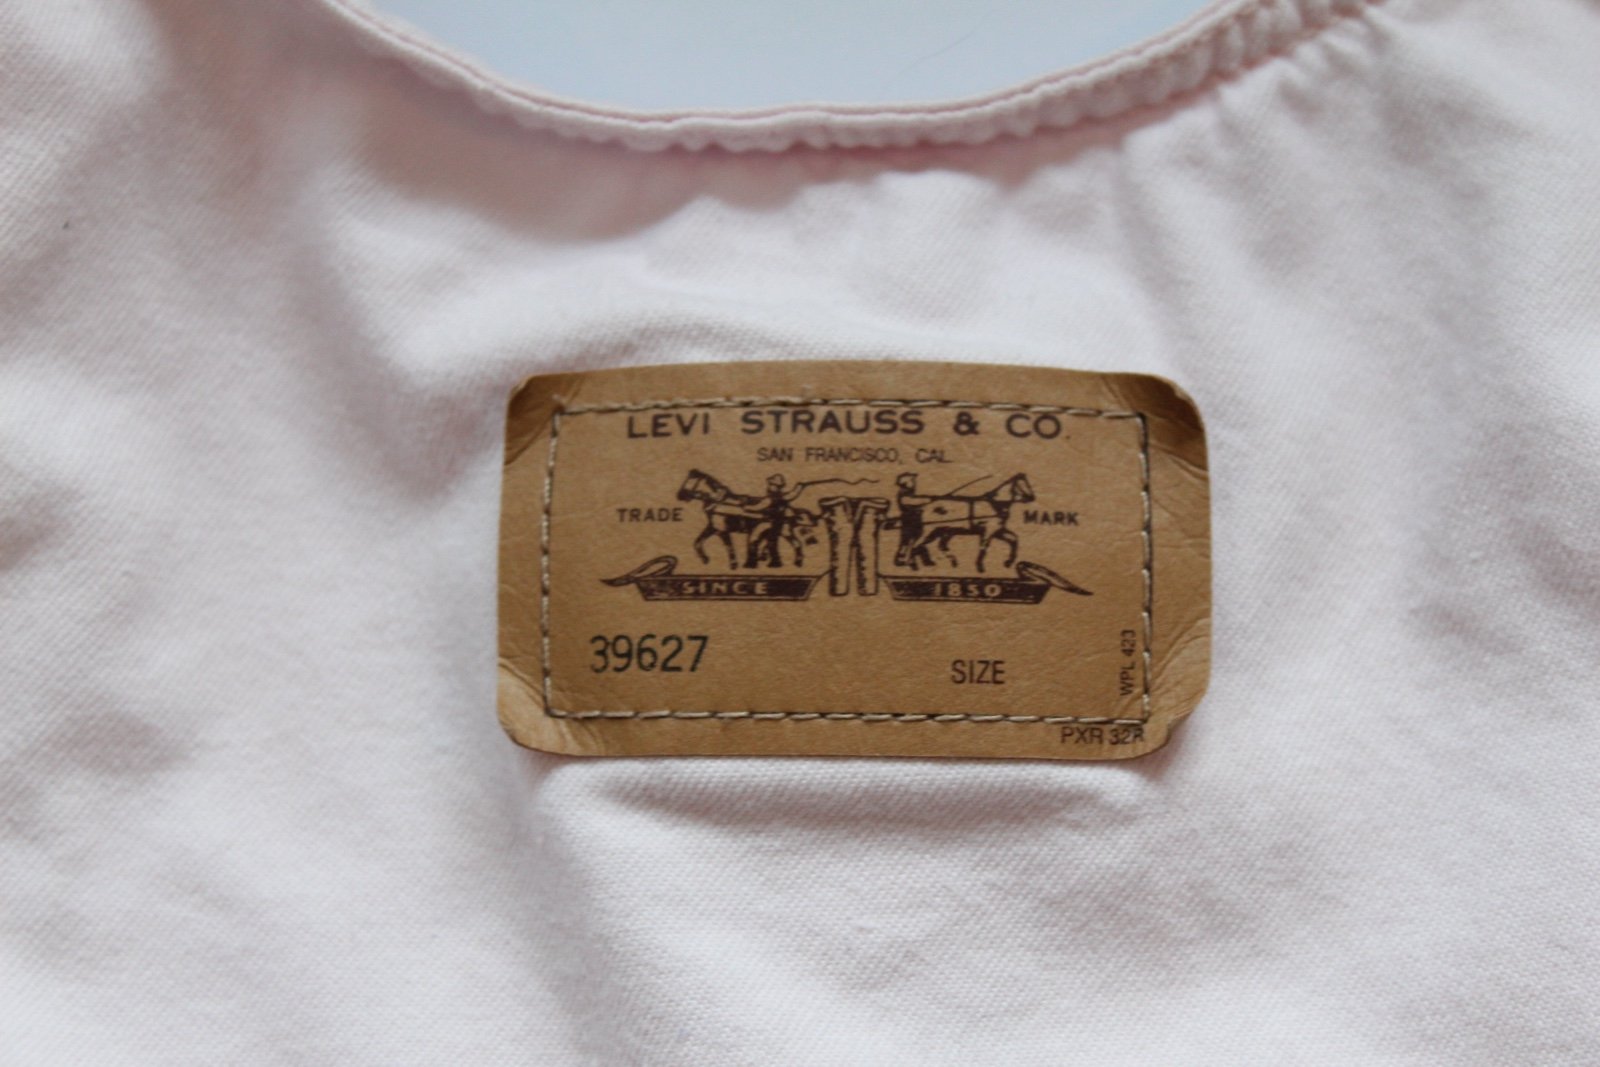 LEVI STRAUSS & CO.
SAN FRANCISCO, CAL.
TRADE MARK
SINCE 1850
39627
SIZE
WPL 423
PXR 32R